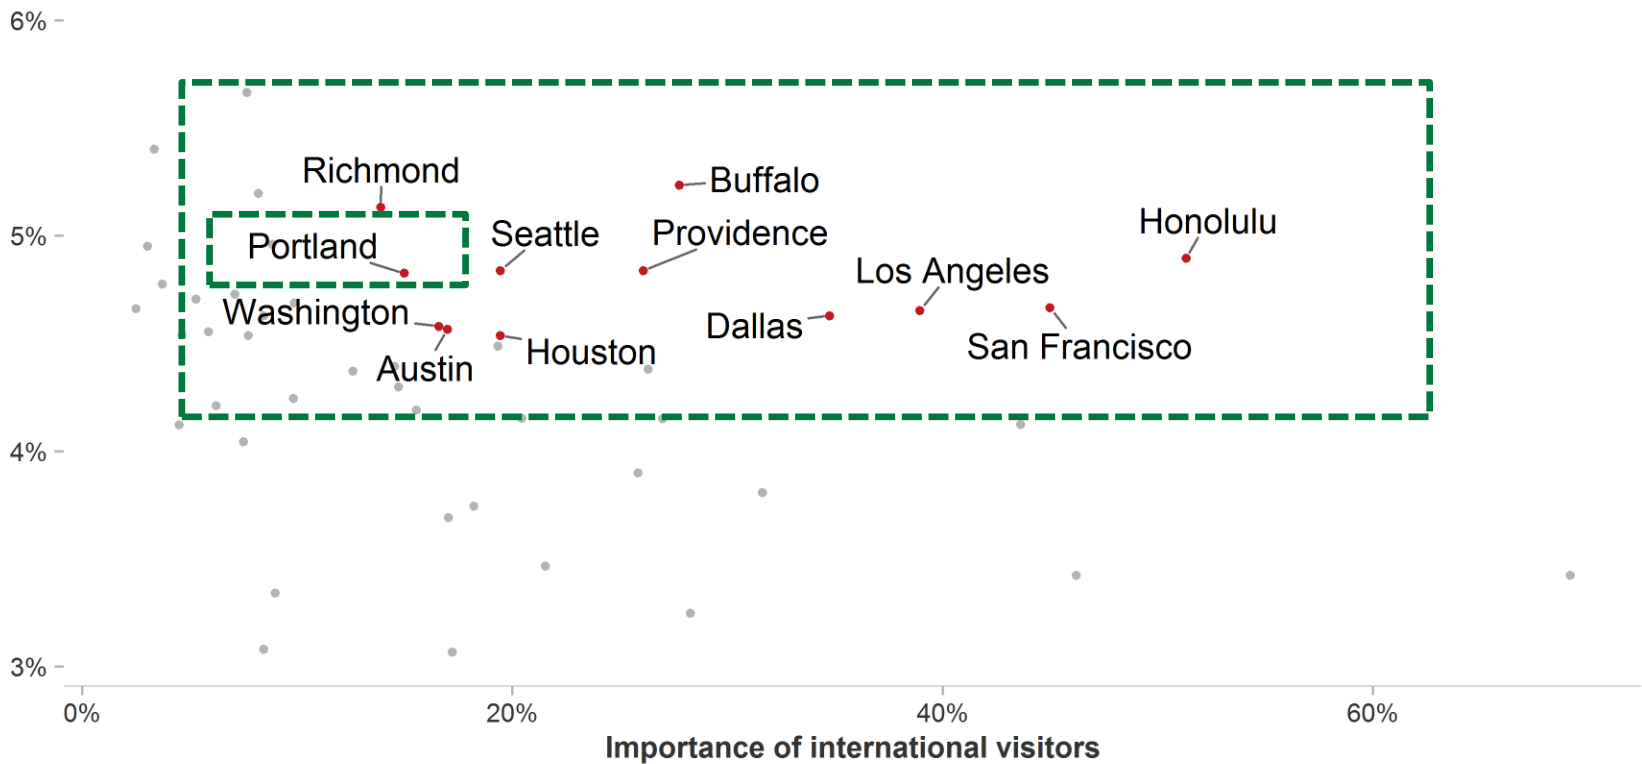 6%
Richmond
Buffalo
Honolulu
5%
Portland
Seattle
Providence
Los Angeles
Washington
Dallas
San Francisco
Austin
Houston
4%
3%
0%
20%
40%
60%
Importance of international visitors